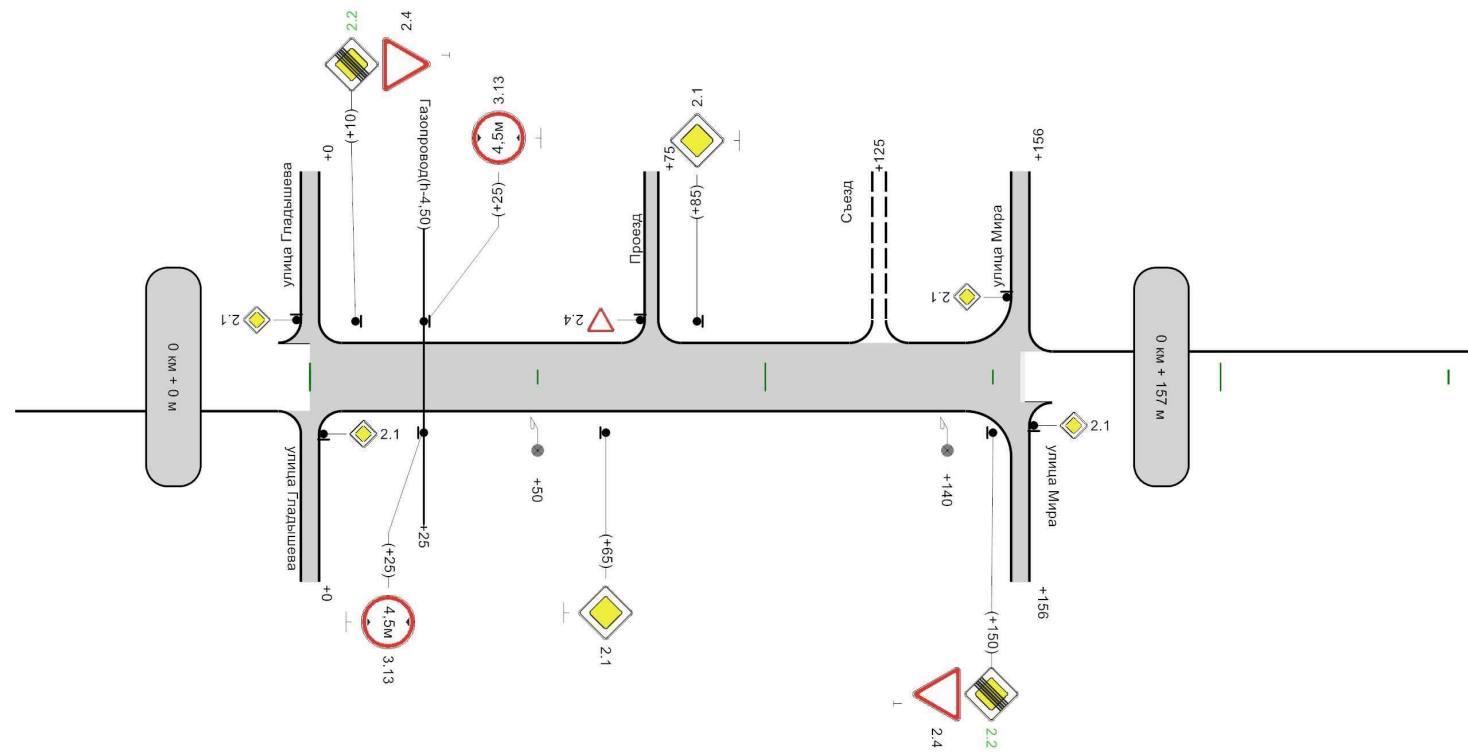 2.2
2.4
(+10)
Газопровод(h-4,50)
3.13
4,5м
(+25)
2.1
+75
(+85)
+125
Съезд
+156
улица Мира
2.1
+0
улица Гладышева
2.1
Проезд
2.4
0 км + 0 м
0 км + 157 м
2.1
улица Гладышева
+0
+25
(+25)
4,5м
3.13
+50
(+65)
2.1
+140
(+150)
2.4
2.2
2.1
улица Мира
+156